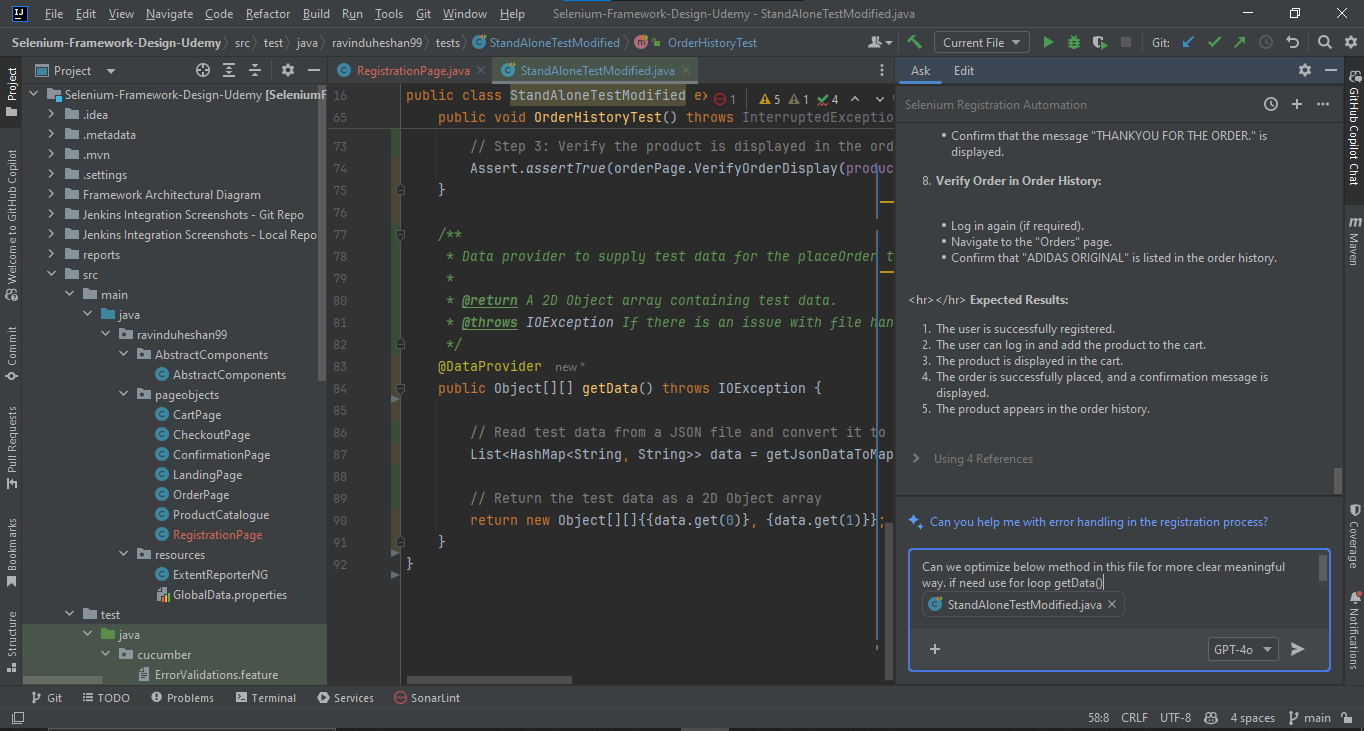 File Edit View Navigate Code Refactor Build Run Tools Git Window Help Selenium-Framework-Design-Udemy - StandAloneTestModified.java
Selenium-Framework-Design-Udemy src test java ravinduheshan99 tests StandAloneTestModified OrderHistoryTest Current File Git:
Project
RegistrationPage.java
StandAloneTestModified.java
Ask Edit
Project
GitHub Copilot Chat
Maven
Coverage
Notifications
Welcome to GitHub Copilot
Commit
Pull Requests
Bookmarks
Structure
Selenium-Framework-Design-Udemy [SeleniumF
.idea
.metadata
.mvn
.settings
Framework Architectural Diagram
Jenkins Integration Screenshots - Git Repo
Jenkins Integration Screenshots - Local Repo
reports
src
main
java
ravinduheshan99
AbstractComponents
AbstractComponents
pageobjects
CartPage
CheckoutPage
ConfirmationPage
LandingPage
OrderPage
ProductCatalogue
RegistrationPage
resources
ExtentReporterNG
GlobalData.properties
test
java
cucumber
ErrorValidations.feature
16 public class StandAloneTestModified e 1 5 1 4
65 public void OrderHistoryTest() throws InterruptedException
73 // Step 3: Verify the product is displayed in the ord
74 Assert.assertTrue(orderPage.VerifyOrderDisplay(produc
75 }
76
77 /**
78 * Data provider to supply test data for the placeOrder t
79 *
80 * @return A 2D Object array containing test data.
81 * @throws IOException If there is an issue with file han
82 */
83 @DataProvider new *
84 public Object[][] getData() throws IOException {
85
86 // Read test data from a JSON file and convert it to
87 List<HashMap<String, String>> data = getJsonDataToMap
88
89 // Return the test data as a 2D Object array
90 return new Object[][]{{data.get(0)}, {data.get(1)}};
91 }
92 }
Selenium Registration Automation
• Confirm that the message "THANKYOU FOR THE ORDER." is
displayed.
8. Verify Order in Order History:
• Log in again (if required).
• Navigate to the "Orders" page.
• Confirm that "ADIDAS ORIGINAL" is listed in the order history.
<hr></hr> Expected Results:
1. The user is successfully registered.
2. The user can log in and add the product to the cart.
3. The product is displayed in the cart.
4. The order is successfully placed, and a confirmation message is
displayed.
5. The product appears in the order history.
Using 4 References
Can you help me with error handling in the registration process?
Can we optimize below method in this file for more clear meaningful
way. if need use for loop getData()
StandAloneTestModified.java
GPT-4o
Git TODO Problems Terminal Services SonarLint
58:8 CRLF UTF-8 4 spaces main